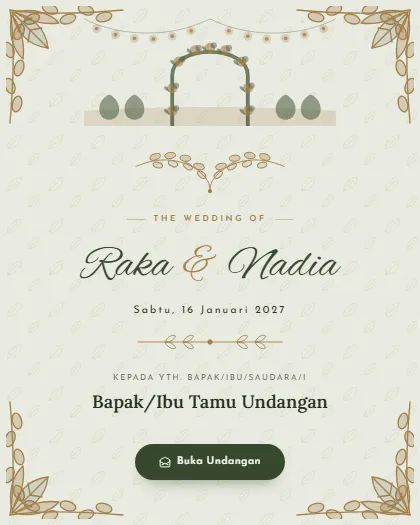 THE WEDDING OF
Raka & Nadia
Sabtu, 16 Januari 2027
KEPADA YTH. BAPAK/IBU/SAUDARA/I
Bapak/Ibu Tamu Undangan
Buka Undangan